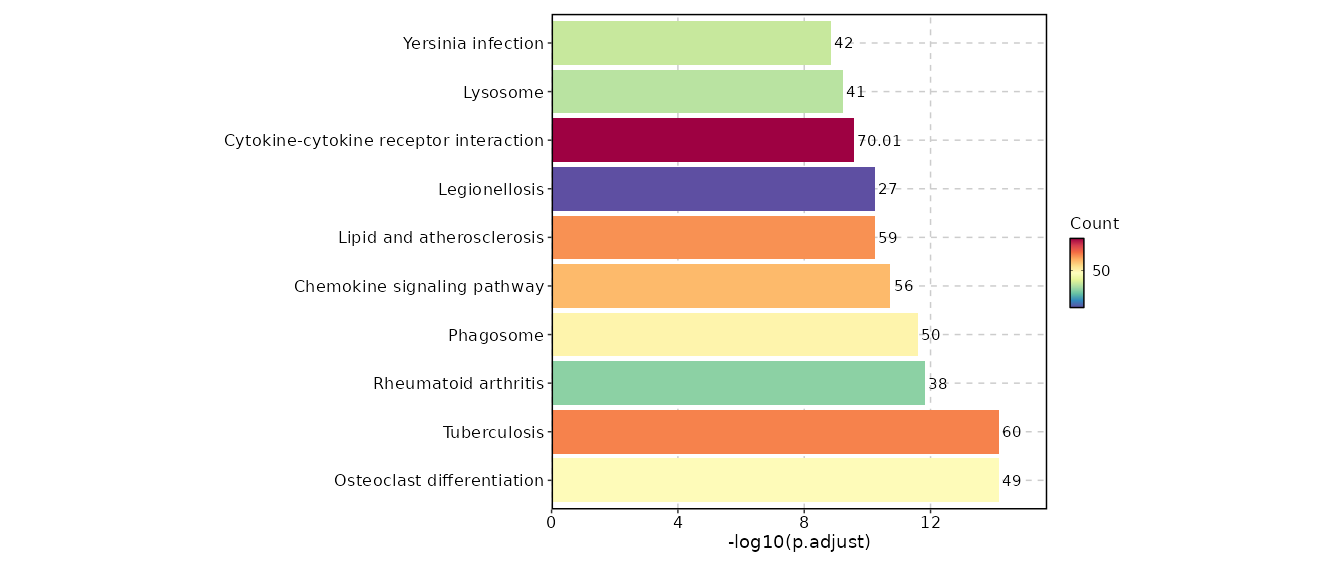 Yersinia infection 42
Lysosome 41
Cytokine-cytokine receptor interaction 70.01
Legionellosis 27
Lipid and atherosclerosis 59
Chemokine signaling pathway 56
Phagosome 50
Rheumatoid arthritis 38
Tuberculosis 60
Osteoclast differentiation 49
0 4 8 12
-log10(p.adjust)
Count
50